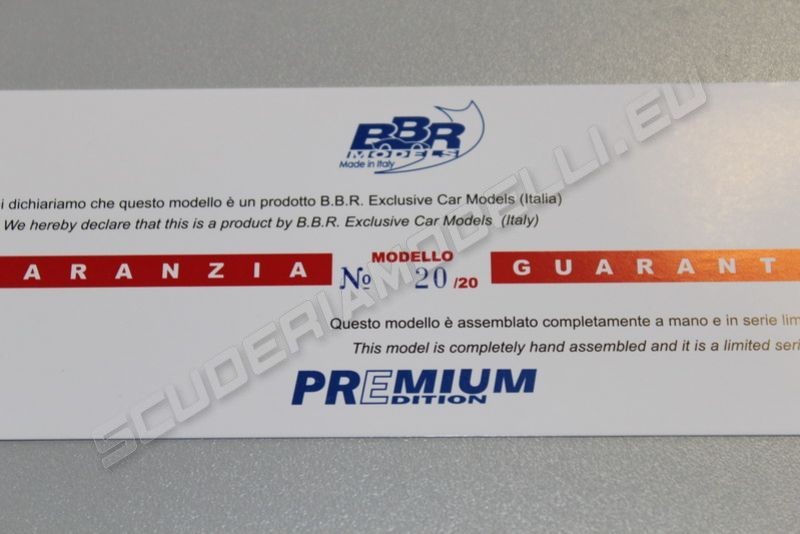 BBR
MODELS
Made in Italy
i dichiariamo che questo modello è un prodotto B.B.R. Exclusive Car Models (Italia)
We hereby declare that this is a product by B.B.R. Exclusive Car Models (Italy)
ARANZIA
MODELLO
Nº 20/20
GUARANT
Questo modello è assemblato completamente a mano e in serie lim
This model is completely hand assembled and it is a limited seri
PREMIUM
EDITION
SCUDERIAMODELLI.EU